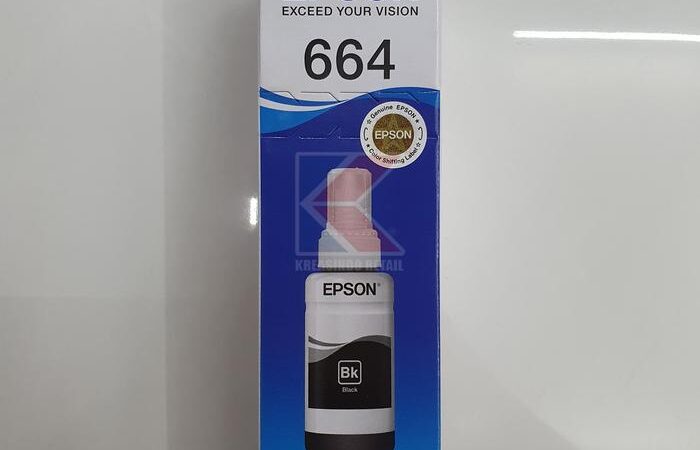 EXCEED YOUR VISION
664
Genuine EPSON
EPSON
Color Shifting Label
KREASINDO RETAIL
EPSON
Bk
Black